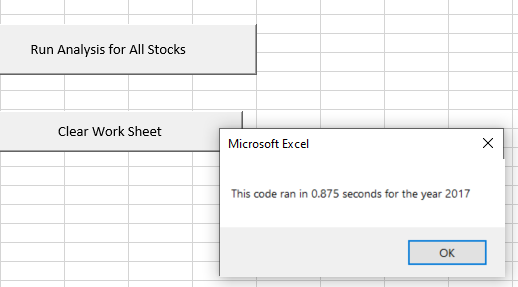 Run Analysis for All Stocks
Clear Work Sheet
Microsoft Excel
This code ran in 0.875 seconds for the year 2017
OK